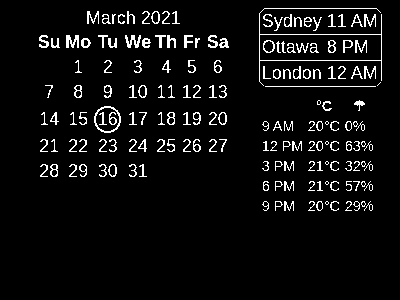 March 2021
Su Mo Tu We Th Fr Sa
1 2 3 4 5 6
7 8 9 10 11 12 13
14 15 16 17 18 19 20
21 22 23 24 25 26 27
28 29 30 31
Sydney 11 AM
Ottawa 8 PM
London 12 AM
°C ☂
9 AM 20°C 0%
12 PM 20°C 63%
3 PM 21°C 32%
6 PM 21°C 57%
9 PM 20°C 29%